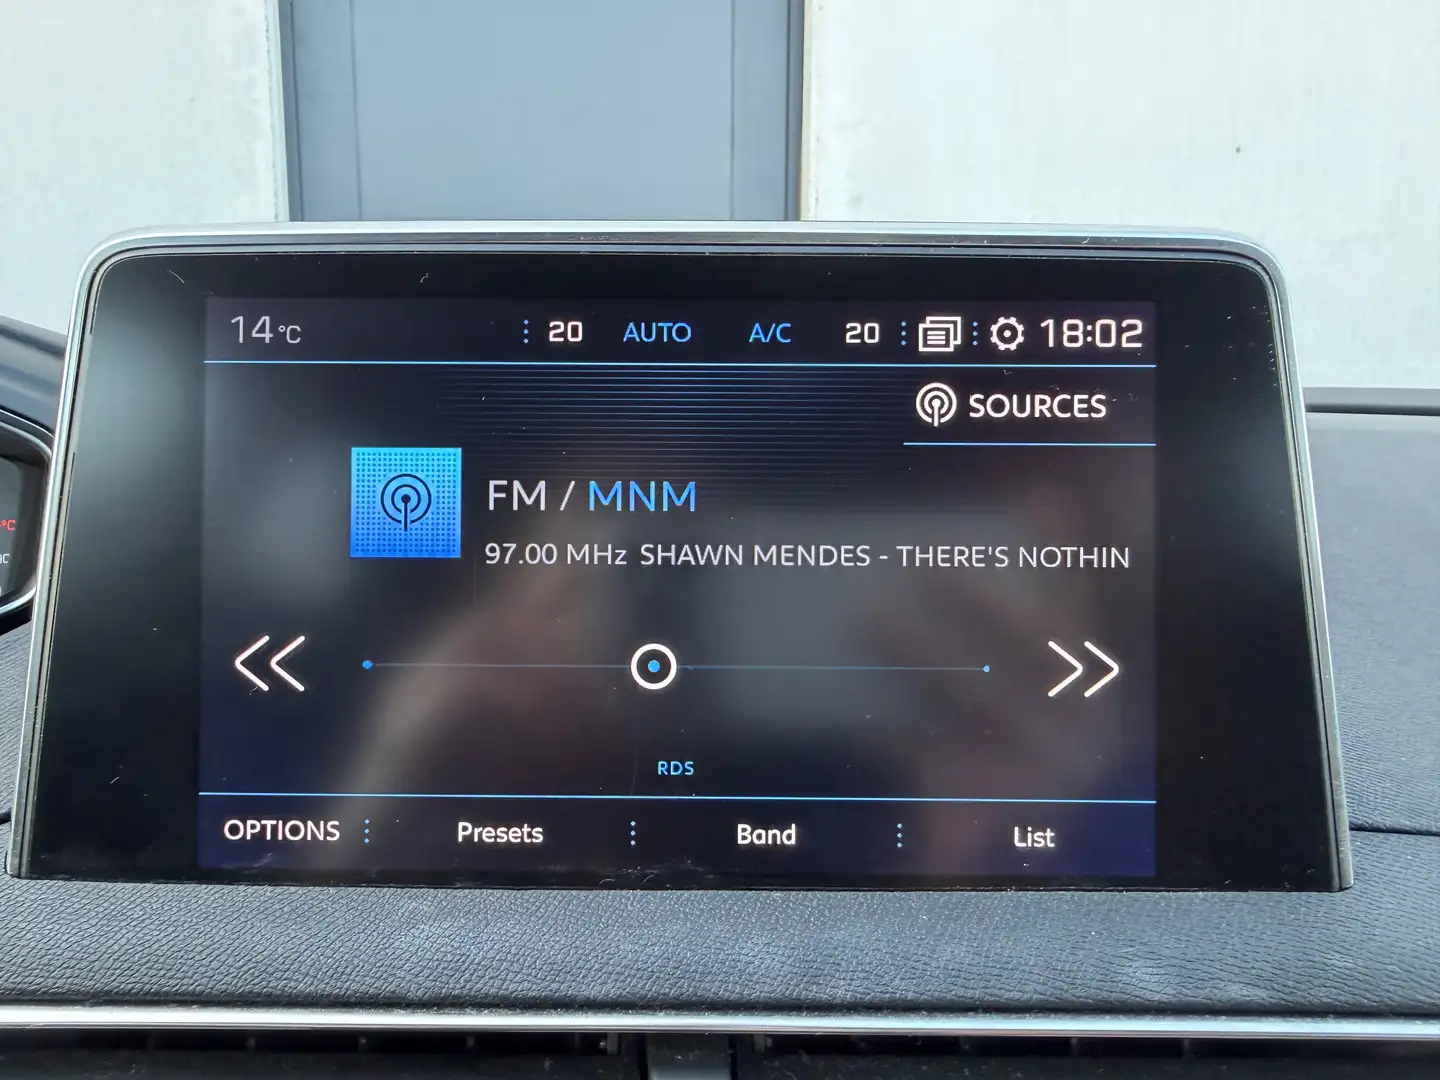 14°C 20 AUTO A/C 20 18:02
SOURCES
FM / MNM
97.00 MHz SHAWN MENDES - THERE'S NOTHIN
RDS
OPTIONS Presets Band List
°C